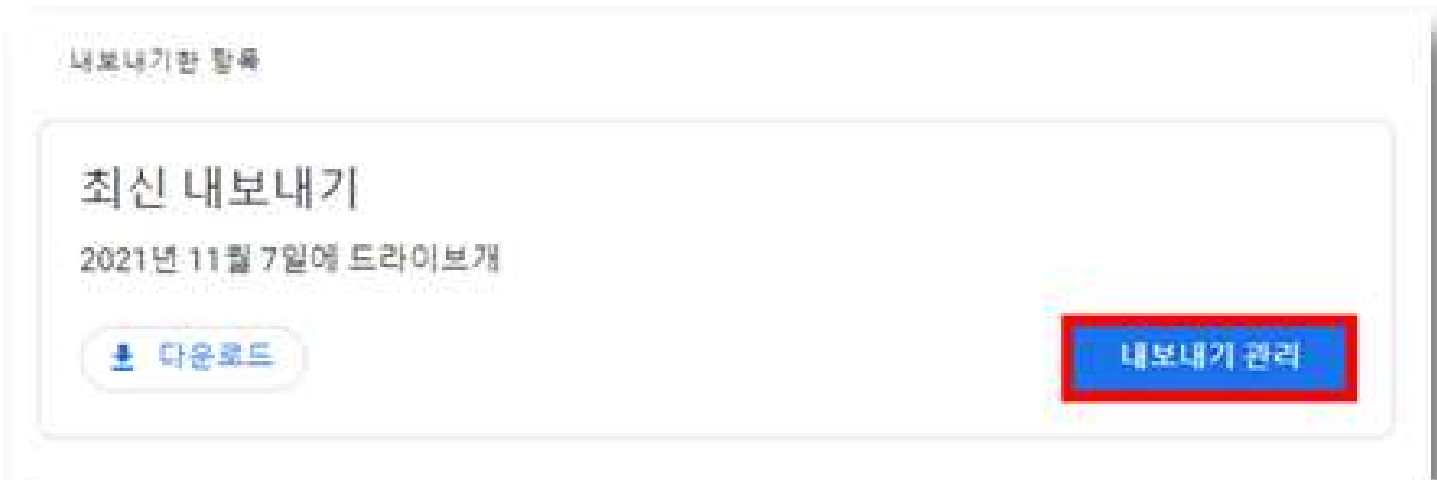 내보내기한 항목
최신 내보내기
2021년 11월 7일에 드라이브개
다운로드
내보내기 관리